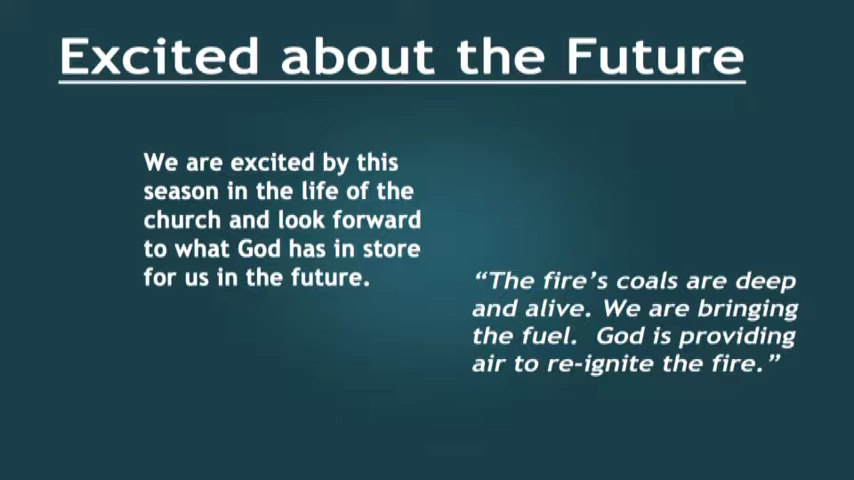 Excited about the Future
We are excited by this
season in the life of the
church and look forward
to what God has in store
for us in the future.
“The fire’s coals are deep
and alive. We are bringing
the fuel.  God is providing
air to re-ignite the fire.”